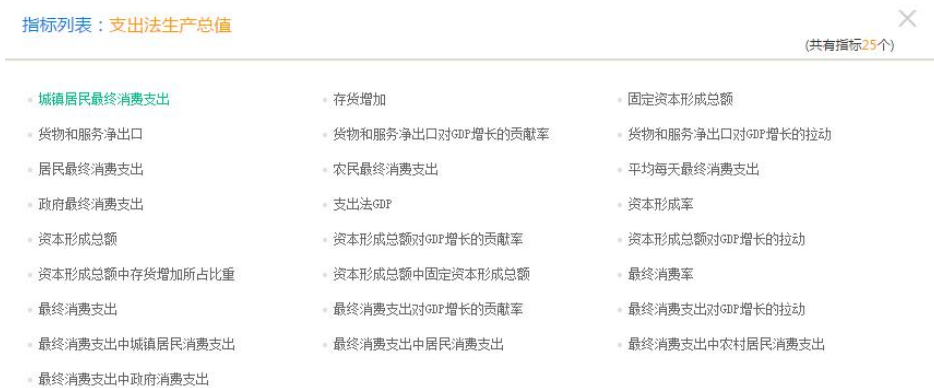 指标列表：支出法生产总值
(共有指标25个)
城镇居民最终消费支出 存货增加 固定资本形成总额
货物和服务净出口 货物和服务净出口对GDP增长的贡献率 货物和服务净出口对GDP增长的拉动
居民最终消费支出 农民最终消费支出 平均每天最终消费支出
政府最终消费支出 支出法GDP 资本形成率
资本形成总额 资本形成总额对GDP增长的贡献率 资本形成总额对GDP增长的拉动
资本形成总额中存货增加所占比重 资本形成总额中固定资本形成总额 最终消费率
最终消费支出 最终消费支出对GDP增长的贡献率 最终消费支出对GDP增长的拉动
最终消费支出中城镇居民消费支出 最终消费支出中居民消费支出 最终消费支出中农村居民消费支出
最终消费支出中政府消费支出